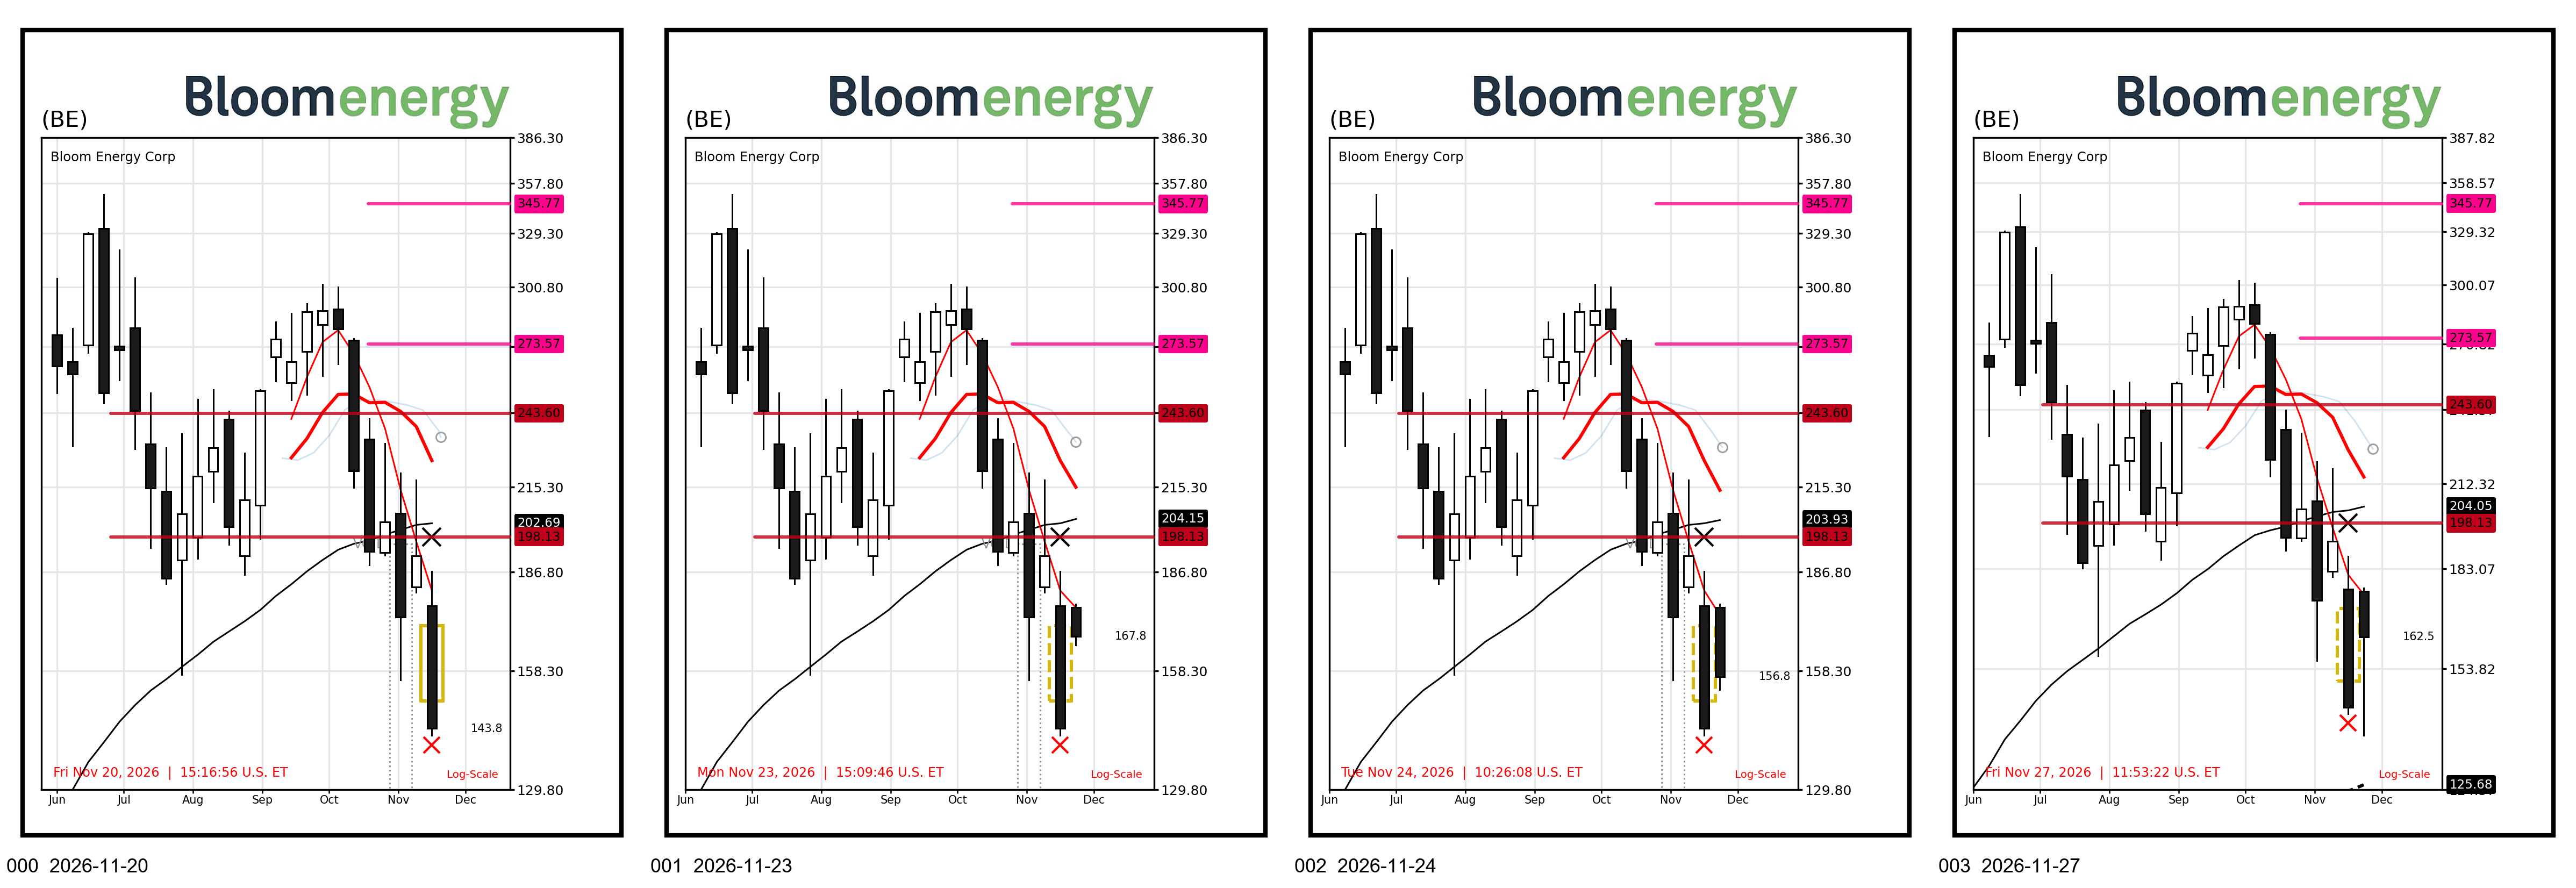 Bloomenergy
(BE)
Bloom Energy Corp
386.30
357.80
345.77
329.30
300.80
273.57
243.60
215.30
202.69
198.13
186.80
158.30
143.8
129.80
Fri Nov 20, 2026 | 15:16:56 U.S. ET
Log-Scale
Jun Jul Aug Sep Oct Nov Dec
000 2026-11-20
Bloomenergy
(BE)
Bloom Energy Corp
386.30
357.80
345.77
329.30
300.80
273.57
243.60
215.30
204.15
198.13
186.80
167.8
158.30
129.80
Mon Nov 23, 2026 | 15:09:46 U.S. ET
Log-Scale
Jun Jul Aug Sep Oct Nov Dec
001 2026-11-23
Bloomenergy
(BE)
Bloom Energy Corp
386.30
357.80
345.77
329.30
300.80
273.57
243.60
215.30
203.93
198.13
186.80
158.30
156.8
129.80
Tue Nov 24, 2026 | 10:26:08 U.S. ET
Log-Scale
Jun Jul Aug Sep Oct Nov Dec
002 2026-11-24
Bloomenergy
(BE)
Bloom Energy Corp
387.82
358.57
345.77
329.32
300.07
273.57
243.60
212.32
204.05
198.13
183.07
162.5
153.82
125.68
Fri Nov 27, 2026 | 11:53:22 U.S. ET
Log-Scale
Jun Jul Aug Sep Oct Nov Dec
003 2026-11-27